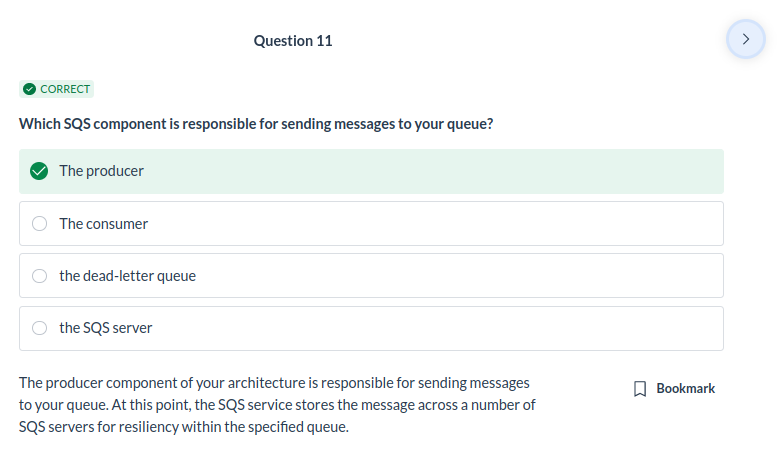 Question 11
CORRECT
Which SQS component is responsible for sending messages to your queue?
The producer
The consumer
the dead-letter queue
the SQS server
The producer component of your architecture is responsible for sending messages
to your queue. At this point, the SQS service stores the message across a number of
SQS servers for resiliency within the specified queue.
Bookmark